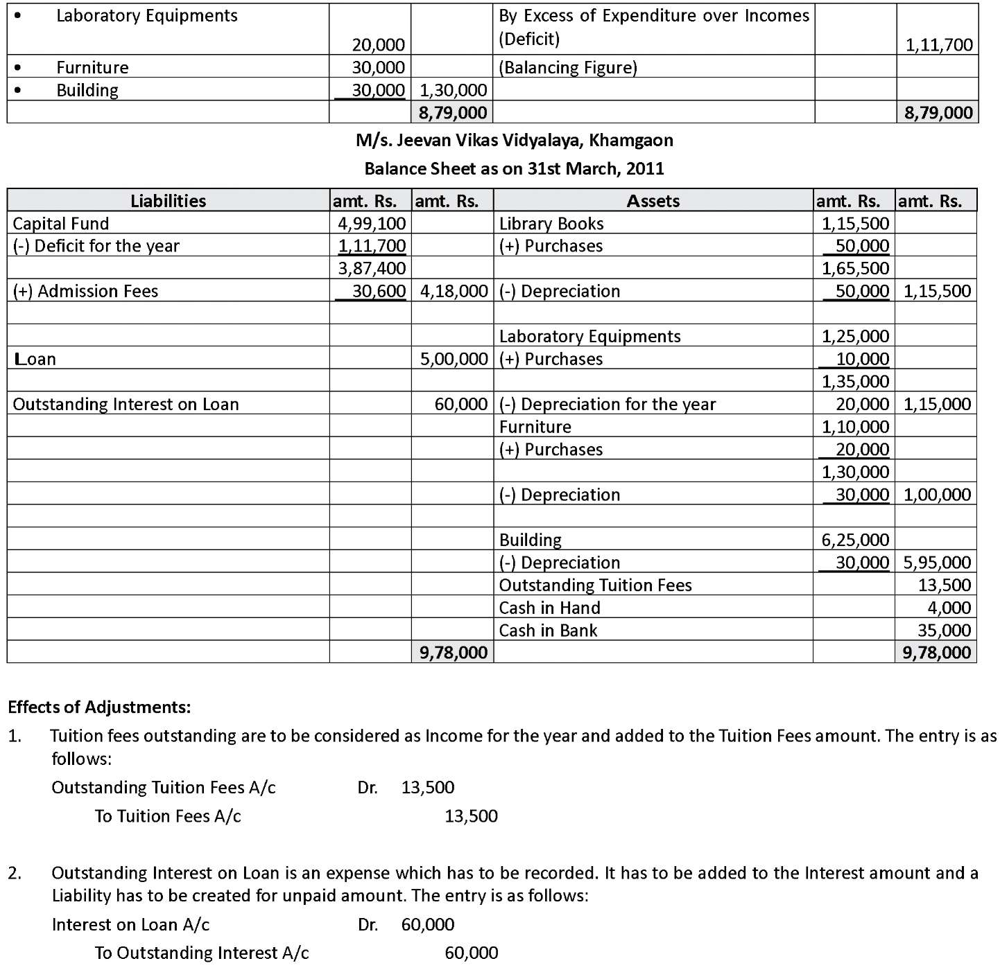 • Laboratory Equipments 20,000 By Excess of Expenditure over Incomes
(Deficit) 1,11,700
• Furniture 30,000 (Balancing Figure)
• Building 30,000 1,30,000
8,79,000 8,79,000
M/s. Jeevan Vikas Vidyalaya, Khamgaon
Balance Sheet as on 31st March, 2011
Liabilities amt. Rs. amt. Rs. Assets amt. Rs. amt. Rs.
Capital Fund 4,99,100 Library Books 1,15,500
(-) Deficit for the year 1,11,700 (+) Purchases 50,000
3,87,400 1,65,500
(+) Admission Fees 30,600 4,18,000 (-) Depreciation 50,000 1,15,500
Laboratory Equipments 1,25,000
Loan 5,00,000 (+) Purchases 10,000
1,35,000
Outstanding Interest on Loan 60,000 (-) Depreciation for the year 20,000 1,15,000
Furniture 1,10,000
(+) Purchases 20,000
1,30,000
(-) Depreciation 30,000 1,00,000
Building 6,25,000
(-) Depreciation 30,000 5,95,000
Outstanding Tuition Fees 13,500
Cash in Hand 4,000
Cash in Bank 35,000
9,78,000 9,78,000
Effects of Adjustments:
1. Tuition fees outstanding are to be considered as Income for the year and added to the Tuition Fees amount. The entry is as
follows:
Outstanding Tuition Fees A/c Dr. 13,500
To Tuition Fees A/c 13,500
2. Outstanding Interest on Loan is an expense which has to be recorded. It has to be added to the Interest amount and a
Liability has to be created for unpaid amount. The entry is as follows:
Interest on Loan A/c Dr. 60,000
To Outstanding Interest A/c 60,000